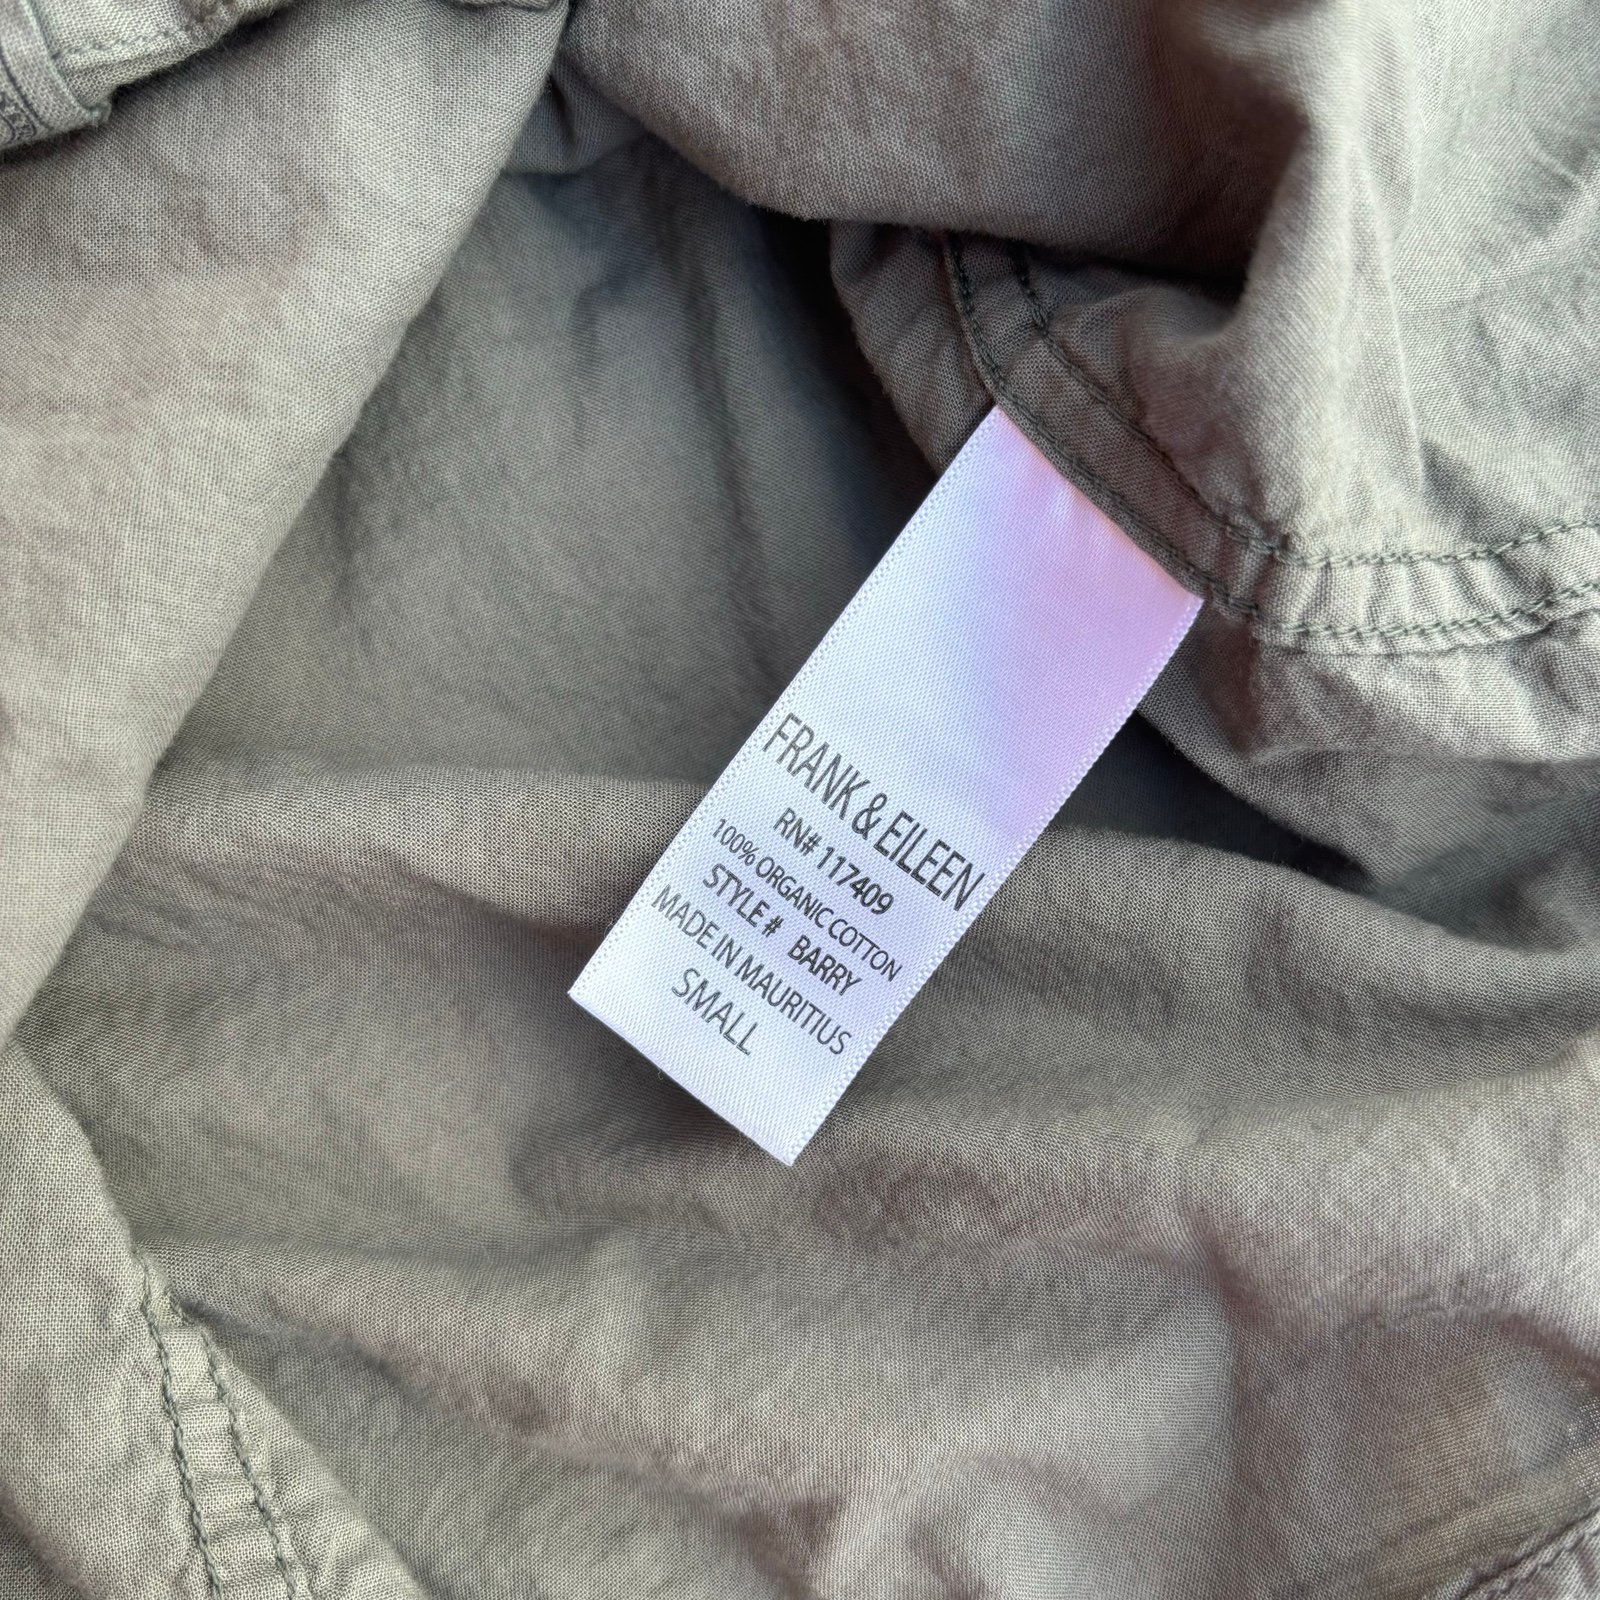 FRANK & EILEEN
RN# 117409
100% ORGANIC COTTON
STYLE # BARRY
MADE IN MAURITIUS
SMALL